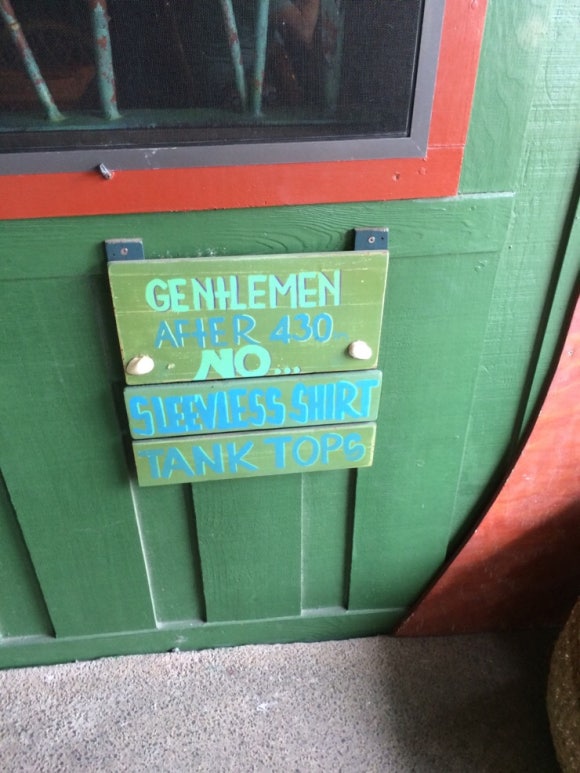 GENTLEMEN
AFTER 430..
NO...
SLEEVLESS SHIRT
TANK TOPS